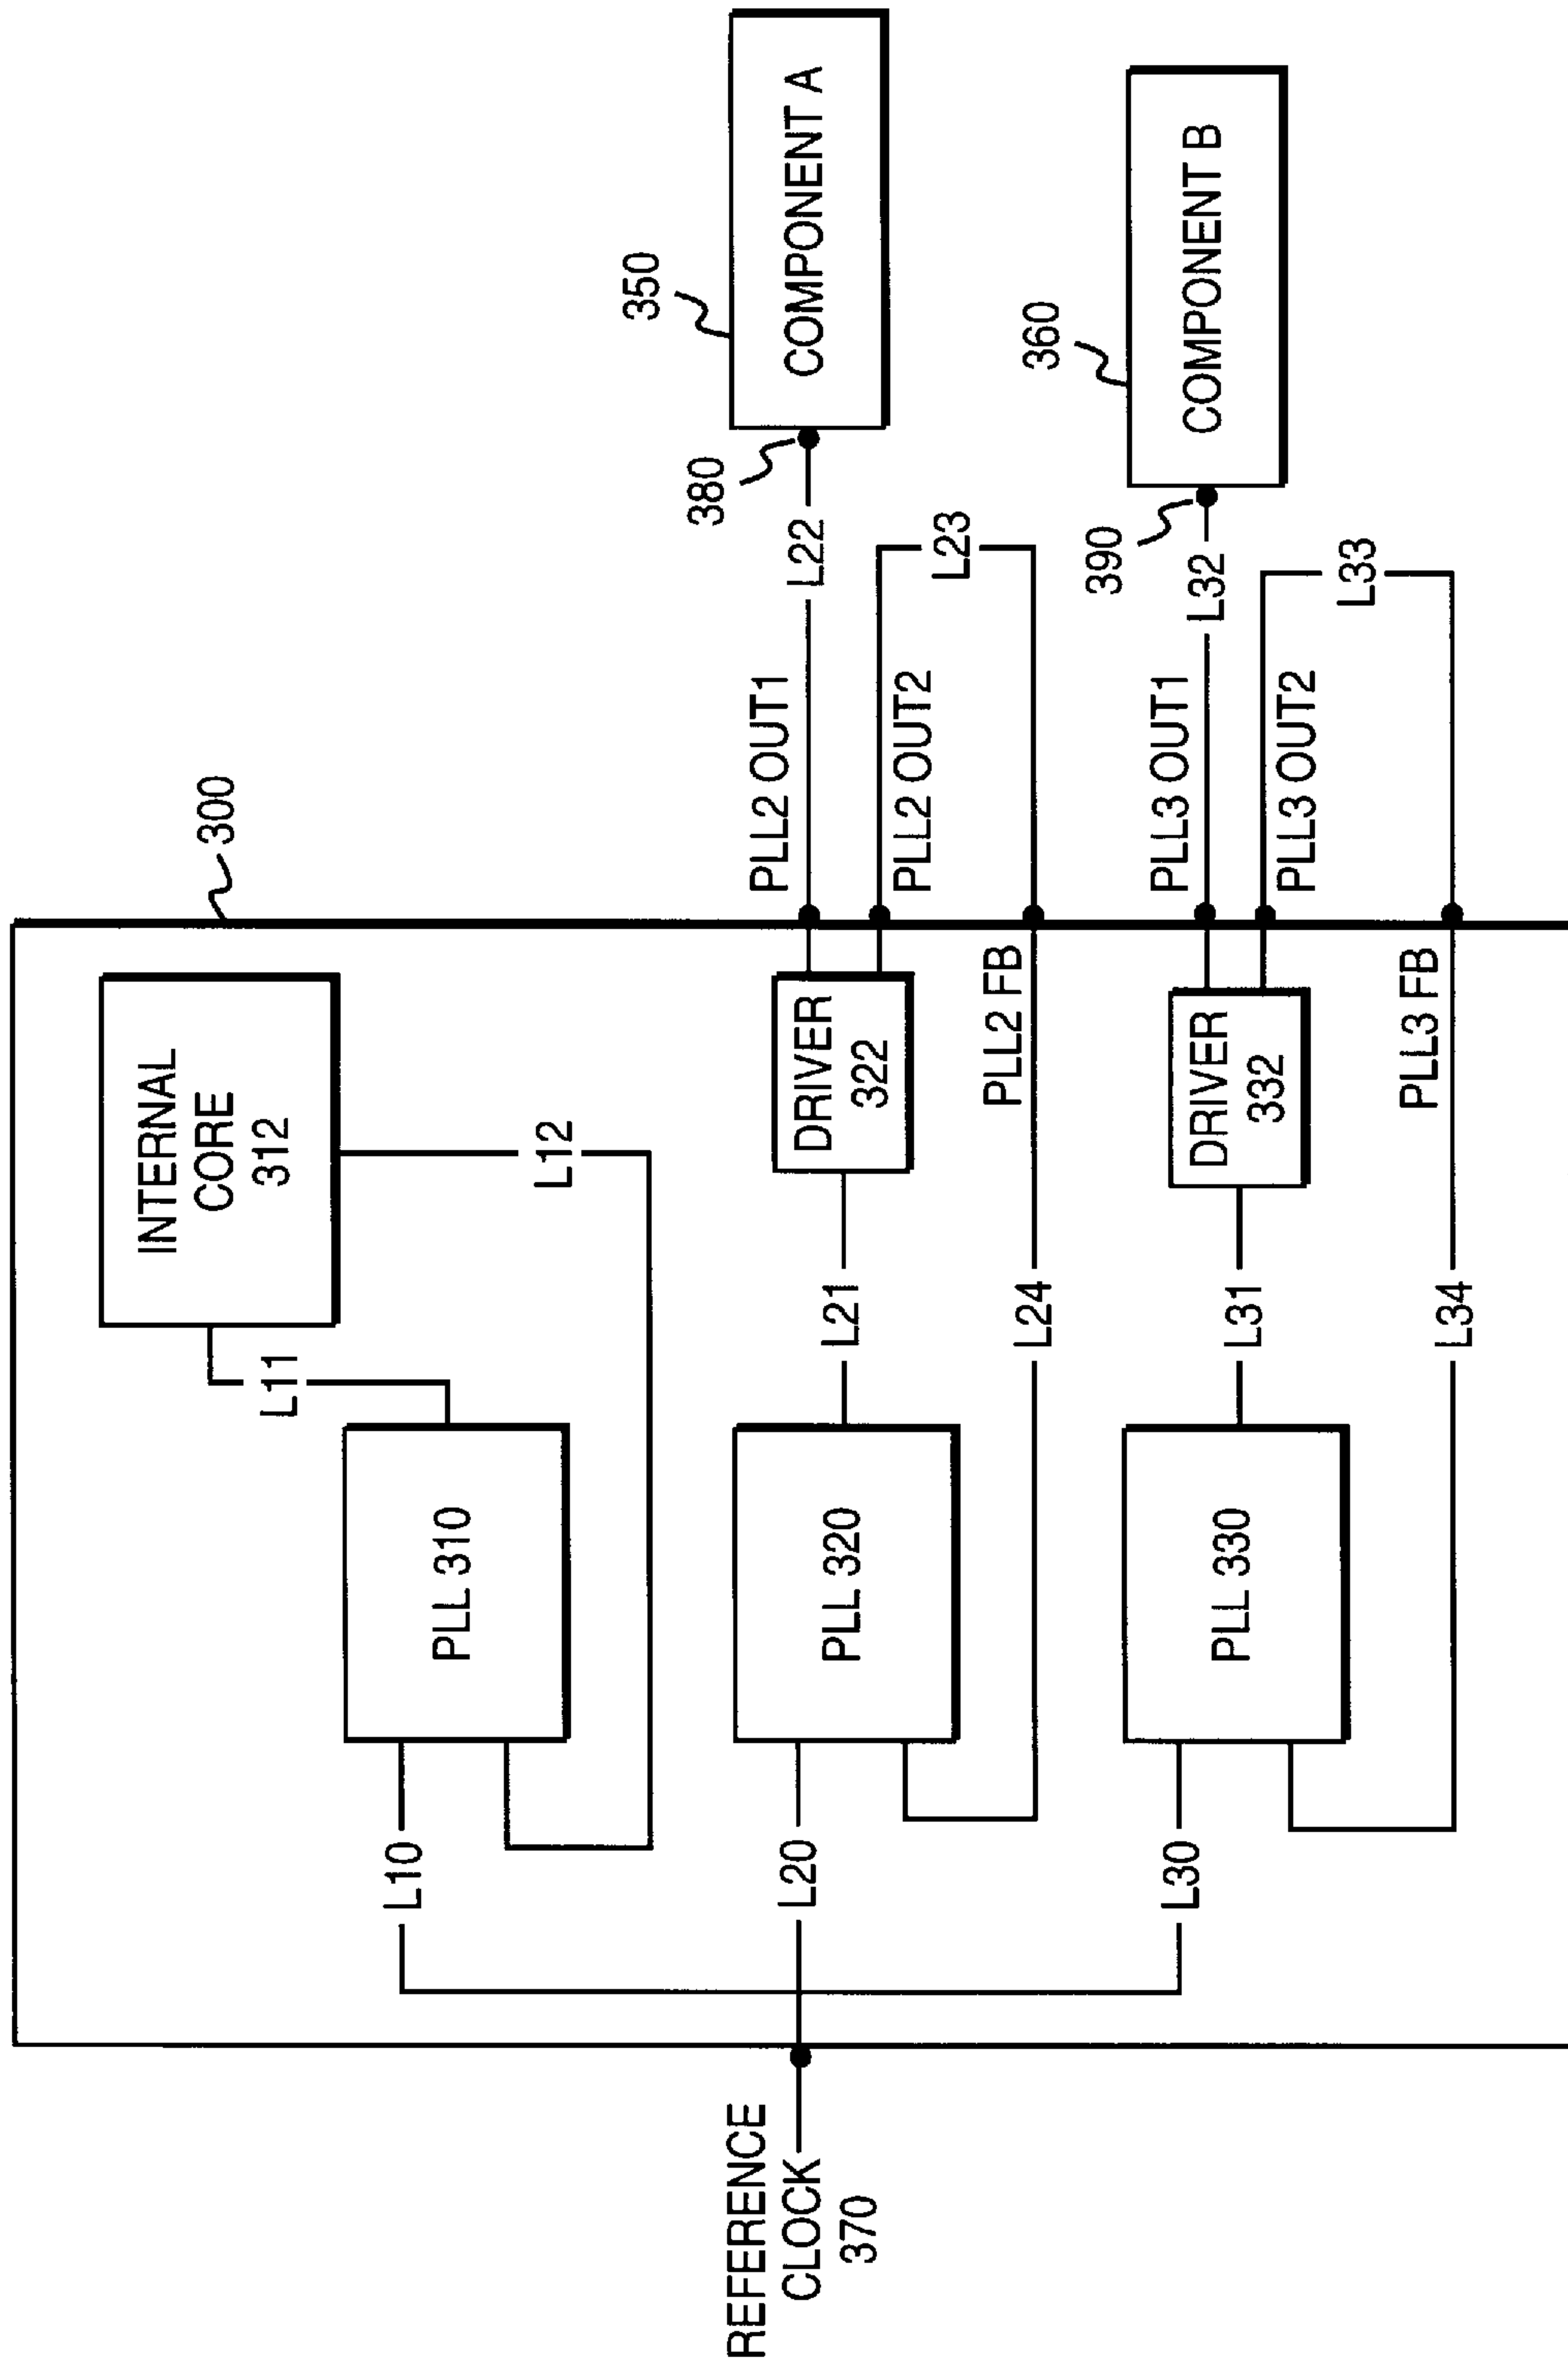 300
INTERNAL
CORE
312
L11
L12
L10
PLL 310
350
COMPONENT A
380
L22
PLL2 OUT1
DRIVER
322
L21
PLL 320
L20
REFERENCE
CLOCK
370
PLL2 OUT2
L23
PLL2 FB
L24
360
COMPONENT B
390
L32
PLL3 OUT1
DRIVER
332
L31
PLL 330
L30
PLL3 OUT2
L33
PLL3 FB
L34